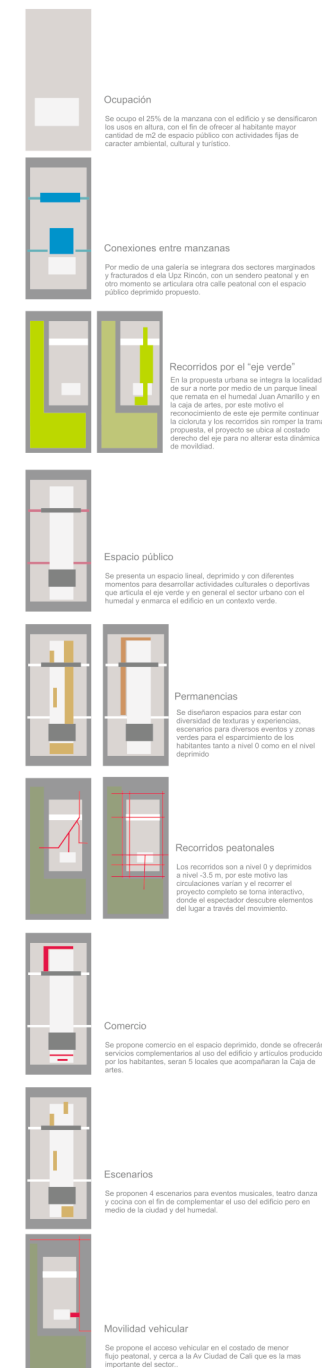 Ocupación
Se ocupo el 25% de la manzana con el edificio y se densificaron
los usos en altura, con el fin de ofrecer al habitante mayor
cantidad de m2 de espacio público con actividades fijas de
caracter ambiental, cultural y turístico.
Conexiones entre manzanas
Por medio de una galería se integrara dos sectores marginados
y fracturados d ela Upz Rincón, con un sendero peatonal y en
otro momento se articulara otra calle peatonal con el espacio
público deprimido propuesto.
Recorridos por el “eje verde”
En la propuesta urbana se integra la localidad
de sur a norte por medio de un parque lineal
que remata en el humedal Juan Amarillo y en
la caja de artes, por este motivo el
reconocimiento de este eje permite continuar
la cicloruta y los recorridos sin romper la trama
propuesta, el proyecto se ubica al costado
derecho del eje para no alterar esta dinámica
de movildiad.
Espacio público
Se presenta un espacio lineal, deprimido y con diferentes
momentos para desarrollar actividades culturales o deportivas
que articula el eje verde y en general el sector urbano con el
humedal y enmarca el edificio en un contexto verde.
Permanencias
Se diseñaron espacios para estar con
diversidad de texturas y experiencias,
escenarios para diversos eventos y zonas
verdes para el esparcimiento de los
habitantes tanto a nivel 0 como en el nivel
deprimido
Recorridos peatonales
Los recorridos son a nivel 0 y deprimidos
a nivel -3.5 m, por este motivo las
circulaciones varian y el recorrer el
proyecto completo se torna interactivo,
donde el espectador descubre elementos
del lugar a través del movimiento.
Comercio
Se propone comercio en el espacio deprimido, donde se ofrecerán
servicios complementarios al uso del edificio y artículos producido
por los habitantes, seran 5 locales que acompañaran la Caja de
artes.
Escenarios
Se proponen 4 escenarios para eventos musicales, teatro danza
y cocina con el fin de complementar el uso del edificio pero en
medio de la ciudad y del humedal.
Movilidad vehicular
Se propone el acceso vehicular en el costado de menor
flujo peatonal, y cerca a la Av Ciudad de Cali que es la mas
importante del sector..